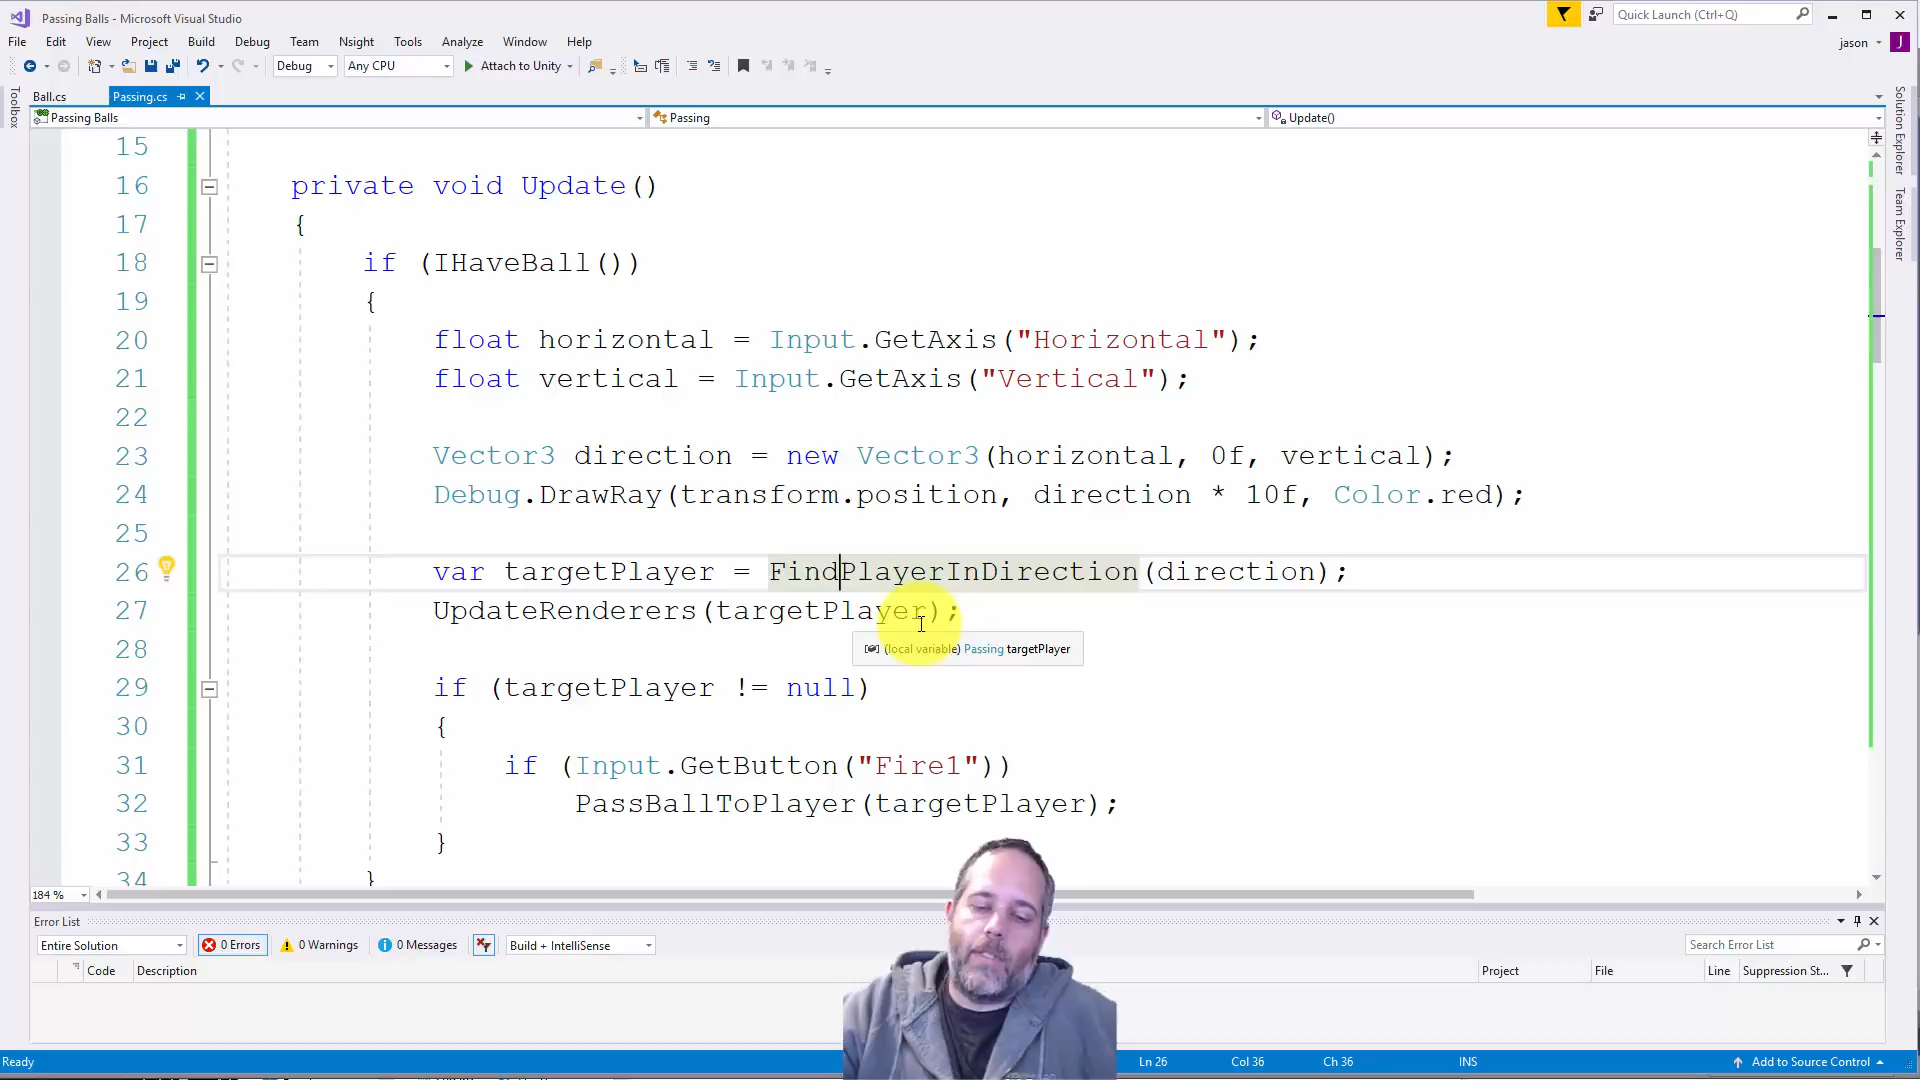 Passing Balls - Microsoft Visual Studio
Quick Launch (Ctrl+Q)
File Edit View Project Build Debug Team Nsight Tools Test Analyze Window Help
jason J
Debug Any CPU Attach to Unity
Toolbox
Ball.cs Passing.cs
Passing Balls Passing Update()
Solution Explorer
Team Explorer
15
16 private void Update()
17 {
18 if (IHaveBall())
19 {
20 float horizontal = Input.GetAxis("Horizontal");
21 float vertical = Input.GetAxis("Vertical");
22
23 Vector3 direction = new Vector3(horizontal, 0f, vertical);
24 Debug.DrawRay(transform.position, direction * 10f, Color.red);
25
26 var targetPlayer = FindPlayerInDirection(direction);
27 UpdateRenderers(targetPlayer);
28 (local variable) Passing targetPlayer
29 if (targetPlayer != null)
30 {
31 if (Input.GetButton("Fire1"))
32 PassBallToPlayer(targetPlayer);
33 }
34 }
184 %
Error List
Entire Solution 0 Errors 0 Warnings 0 Messages Build + IntelliSense Search Error List
Code Description Project File Line Suppression St...
Ready Ln 26 Col 36 Ch 36 INS Add to Source Control